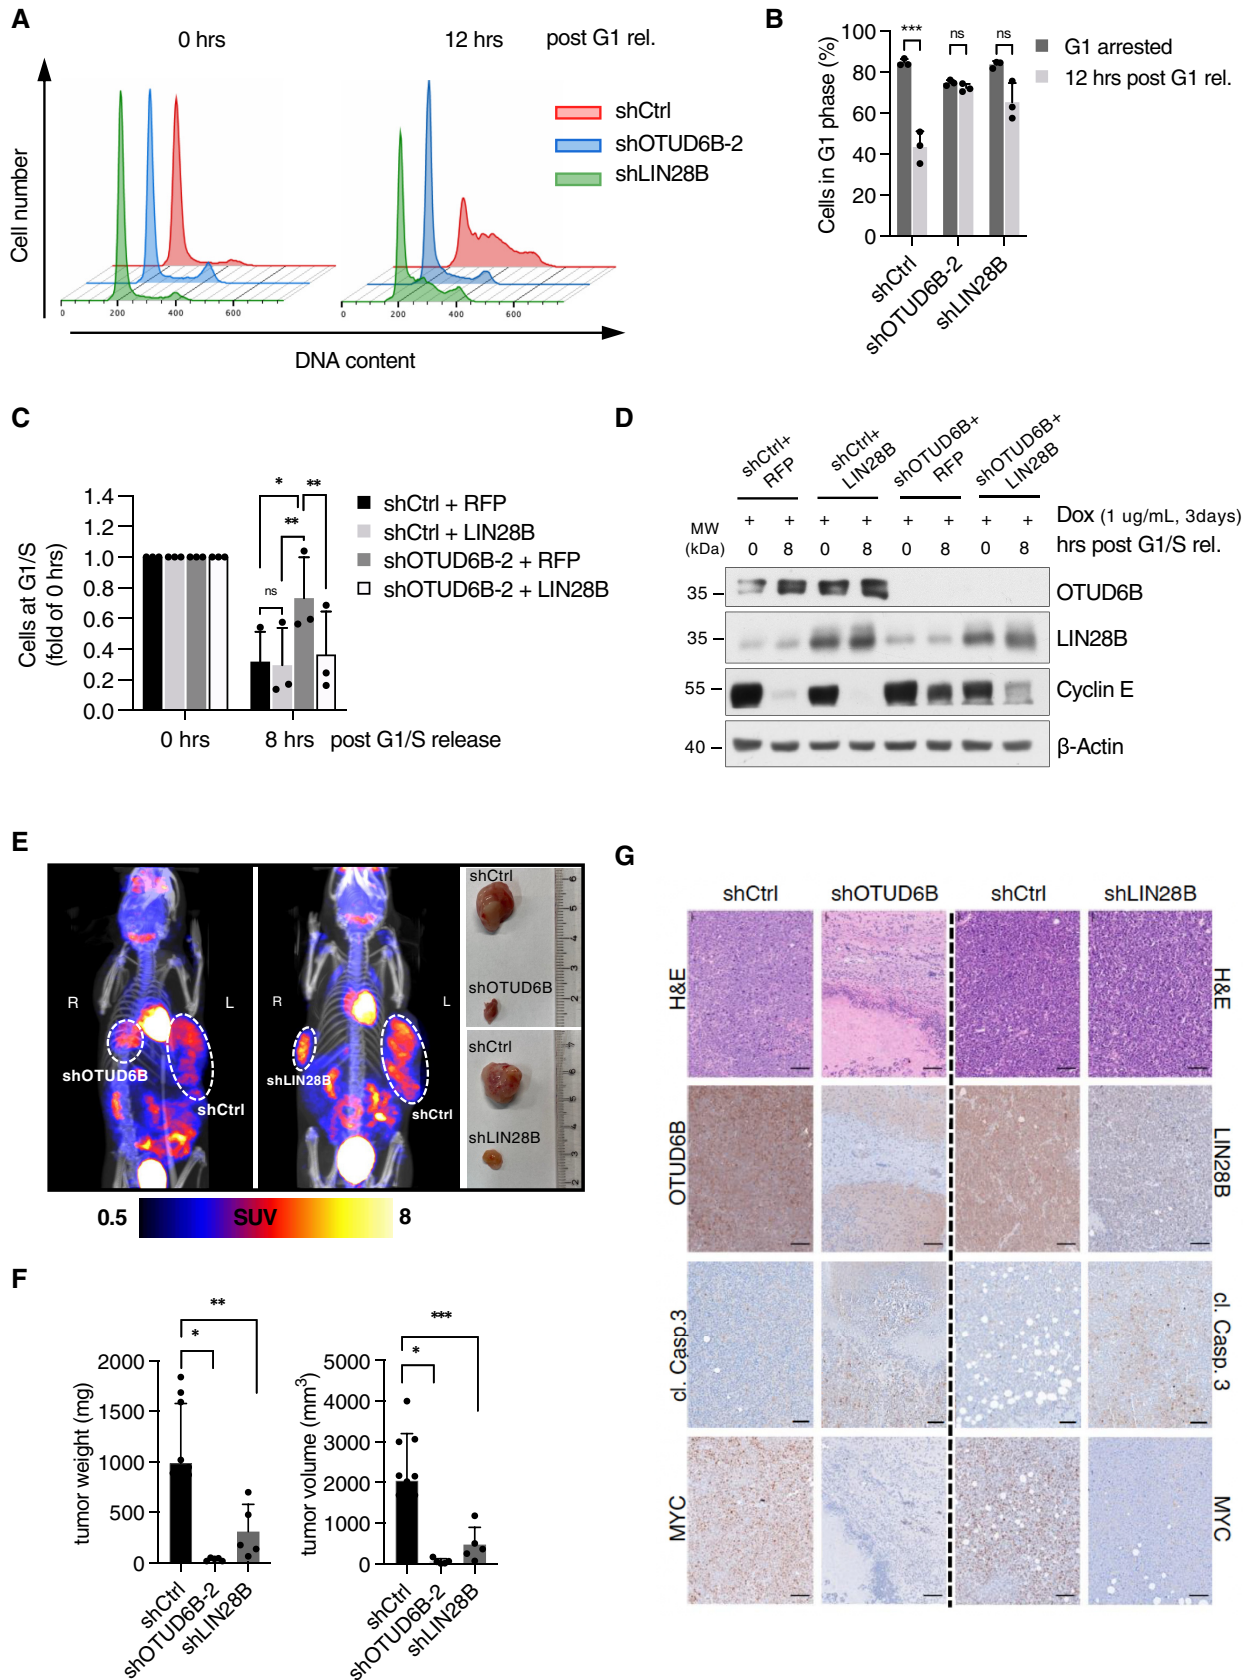 A
0 hrs
12 hrs
post G1 rel.
Cell number
shCtrl
shOTUD6B-2
shLIN28B
0
200
400
600
0
200
400
600
DNA content
B
Cells in G1 phase (%)
100
80
60
40
20
0
***
ns
ns
G1 arrested
12 hrs post G1 rel.
shCtrl
shOTUD6B-2
shLIN28B
C
Cells at G1/S
(fold of 0 hrs)
1.4
1.2
1.0
0.8
0.6
0.4
0.2
0.0
*
**
**
ns
shCtrl + RFP
shCtrl + LIN28B
shOTUD6B-2 + RFP
shOTUD6B-2 + LIN28B
0 hrs
8 hrs
post G1/S release
D
shCtrl+
RFP
shCtrl+
LIN28B
shOTUD6B+
RFP
shOTUD6B+
LIN28B
MW
(kDa)
+ + + + + + + +
Dox (1 ug/mL, 3days)
0 8 0 8 0 8 0 8
hrs post G1/S rel.
35
OTUD6B
35
LIN28B
55
Cyclin E
40
β-Actin
E
R
L
shOTUD6B
shCtrl
R
L
shLIN28B
shCtrl
shCtrl
shOTUD6B
shCtrl
shLIN28B
0.5
SUV
8
F
tumor weight (mg)
2000
1500
1000
500
0
**
*
shCtrl
shOTUD6B-2
shLIN28B
tumor volume (mm3)
5000
4000
3000
2000
1000
0
***
*
shCtrl
shOTUD6B-2
shLIN28B
G
shCtrl
shOTUD6B
shCtrl
shLIN28B
H&E
H&E
OTUD6B
LIN28B
cl. Casp.3
cl. Casp. 3
MYC
MYC